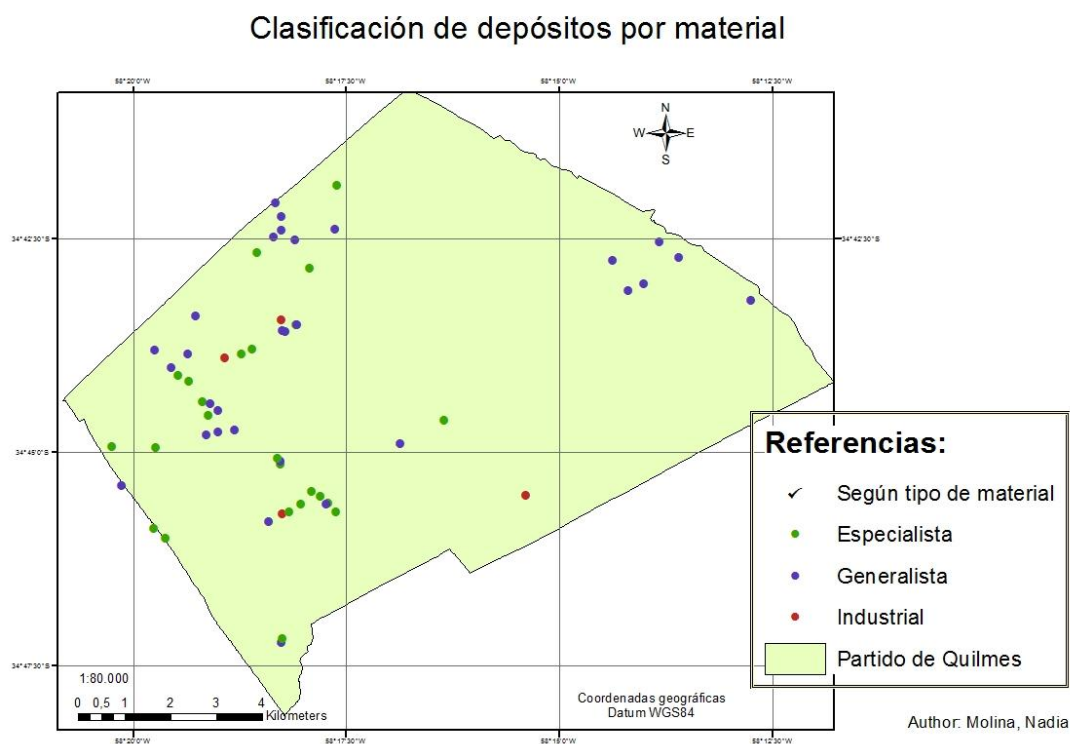 Clasificación de depósitos por material
58°20'0"W 58°17'30"W 58°15'0"W 58°12'30"W
N
W E
S
34°42'30"S 34°42'30"S
34°45'0"S
34°47'30"S
Referencias:
Según tipo de material
Especialista
Generalista
Industrial
Partido de Quilmes
1:80.000
0 0,5 1 2 3 4
Kilometers
Coordenadas geográficas
Datum WGS84
Author: Molina, Nadia
58°20'0"W 58°17'30"W 58°15'0"W 58°12'30"W